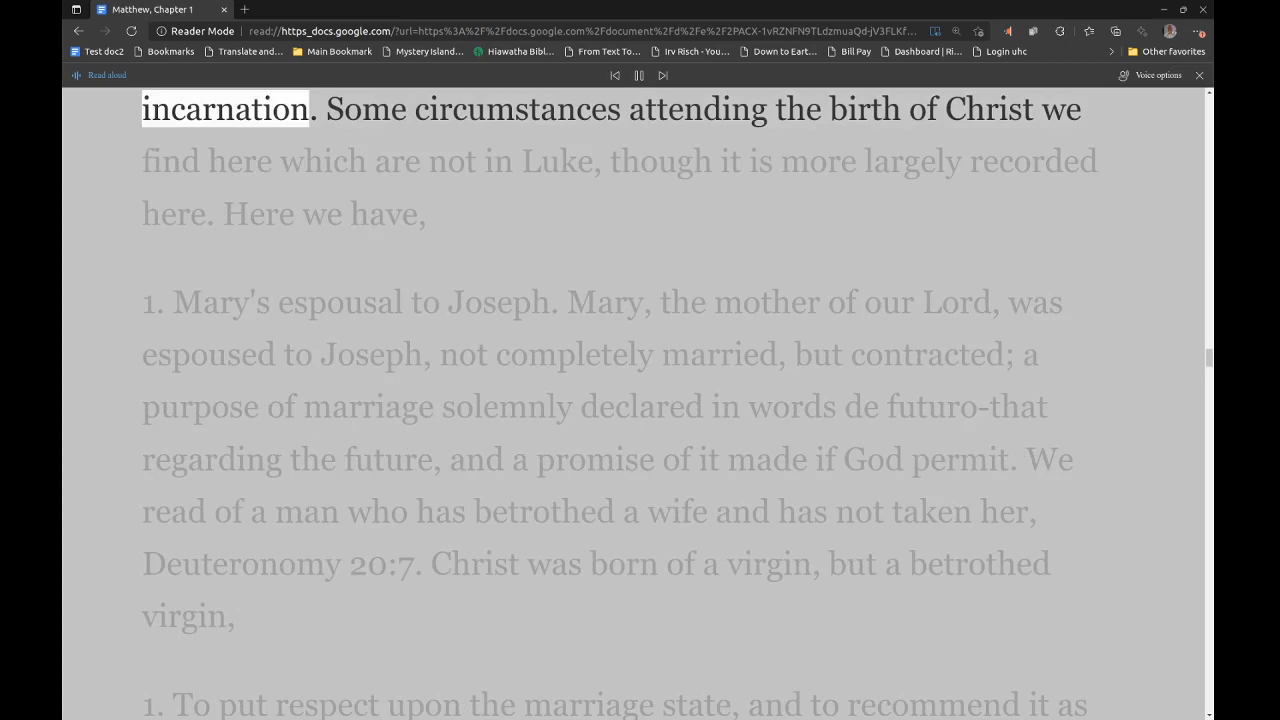 Matthew, Chapter 1
Reader Mode
read://https_docs.google.com/?url=https%3A%2F%2Fdocs.google.com%2Fdocument%2Fd%2Fe%2F2PACX-1vRZNFN9TLdzmuaQd-jV3FLKf...
Test doc2
Bookmarks
Translate and...
Main Bookmark
Mystery Island...
Hiawatha Bibl...
From Text To...
Irv Risch - You...
Down to Eart...
Bill Pay
Dashboard | Ri...
Login uhc
Other favorites
Read aloud
Voice options
incarnation. Some circumstances attending the birth of Christ we
find here which are not in Luke, though it is more largely recorded
here. Here we have,
1. Mary's espousal to Joseph. Mary, the mother of our Lord, was
espoused to Joseph, not completely married, but contracted; a
purpose of marriage solemnly declared in words de futuro-that
regarding the future, and a promise of it made if God permit. We
read of a man who has betrothed a wife and has not taken her,
Deuteronomy 20:7. Christ was born of a virgin, but a betrothed
virgin,
1. To put respect upon the marriage state, and to recommend it as